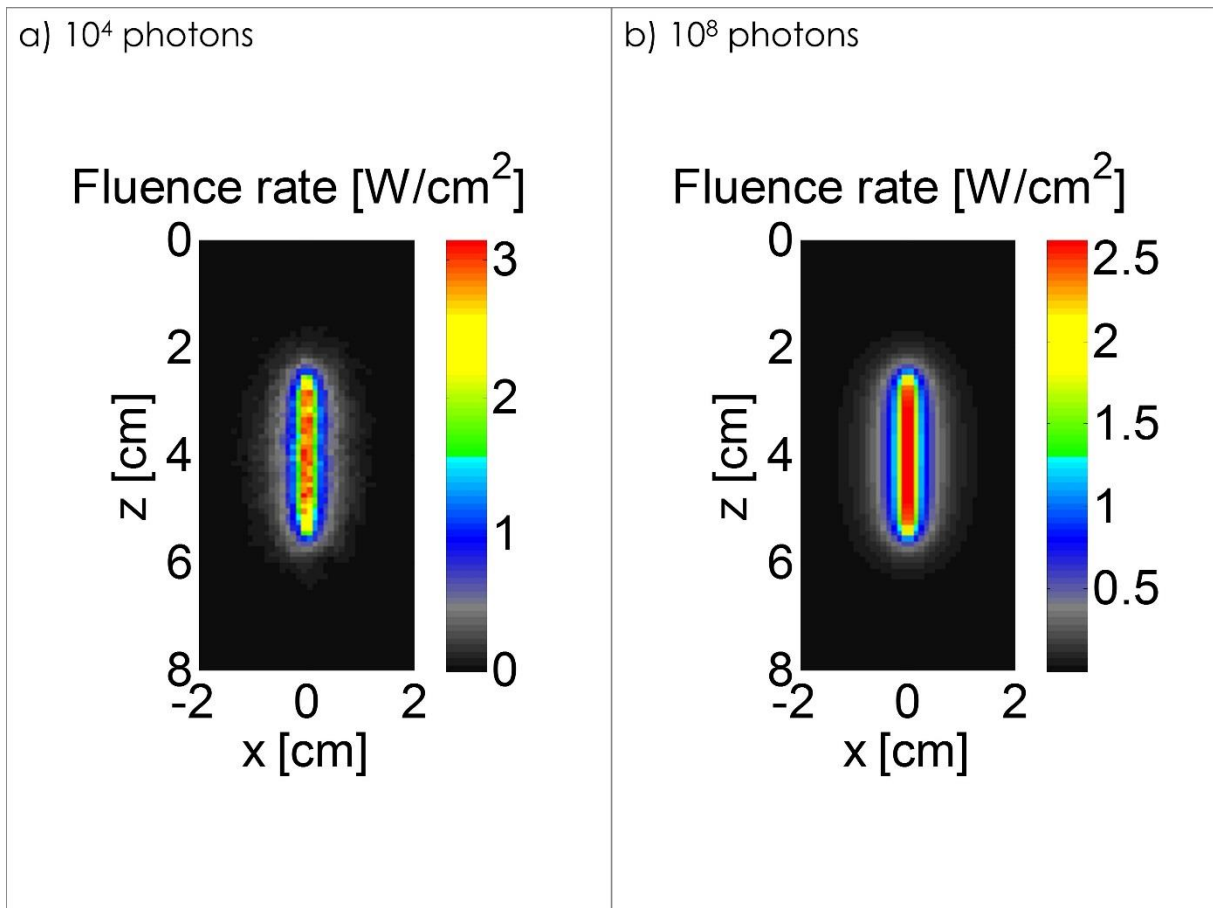 a) 10⁴ photons
Fluence rate [W/cm²]
0
2
4
6
8
z [cm]
-2 0 2
x [cm]
3
2
1
0
b) 10⁸ photons
Fluence rate [W/cm²]
0
2
4
6
8
z [cm]
-2 0 2
x [cm]
2.5
2
1.5
1
0.5